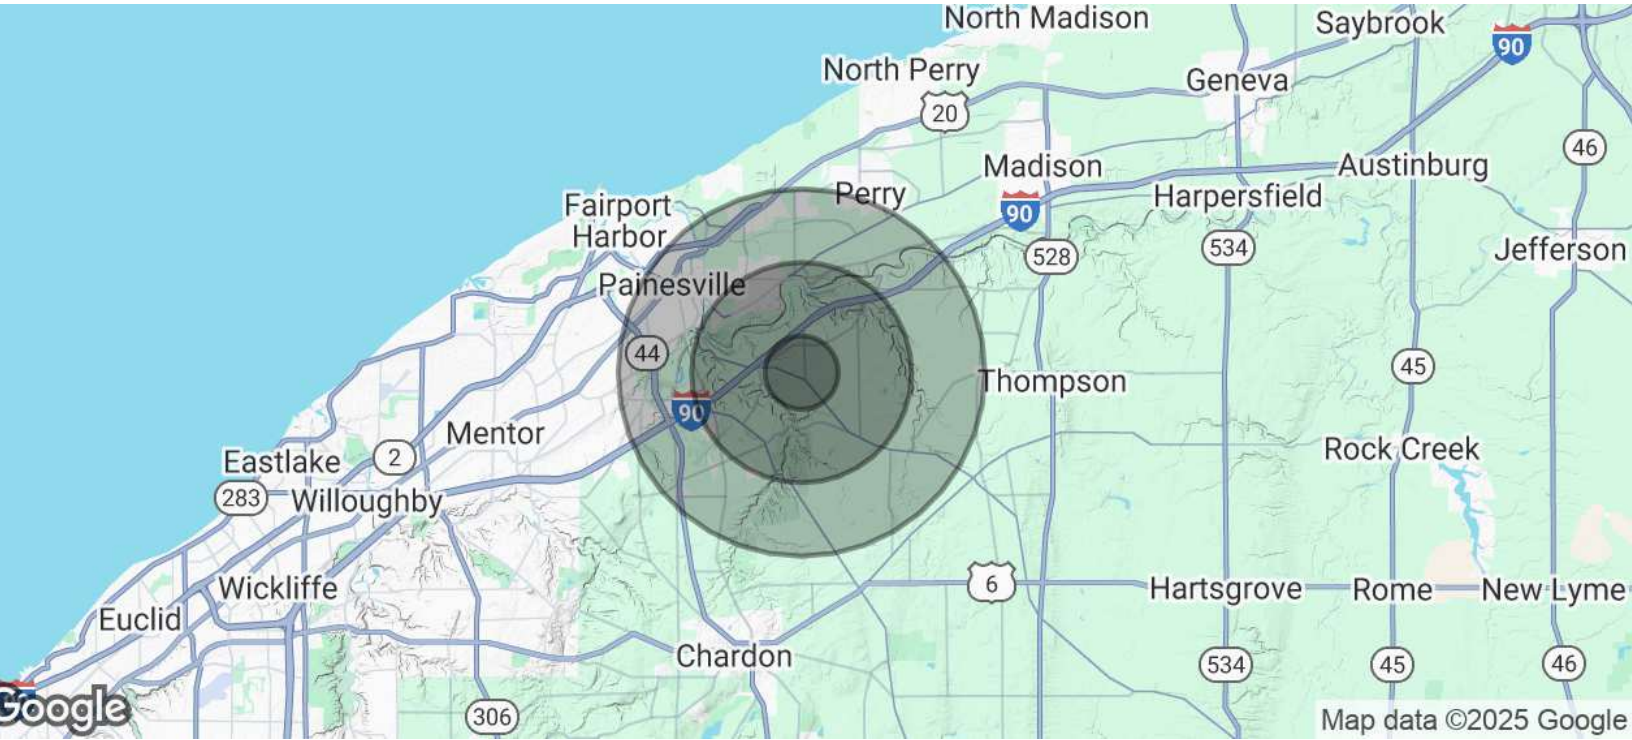 North Madison
Saybrook
90
North Perry
Geneva
20
46
Madison
Austinburg
Perry
Harpersfield
Fairport
Harbor
90
528
534
Jefferson
Painesville
44
45
Thompson
90
Mentor
Rock Creek
Eastlake
2
283
Willoughby
6
Wickliffe
Hartsgrove
Rome
New Lyme
Euclid
Chardon
534
45
46
Google
306
Map data ©2025 Google